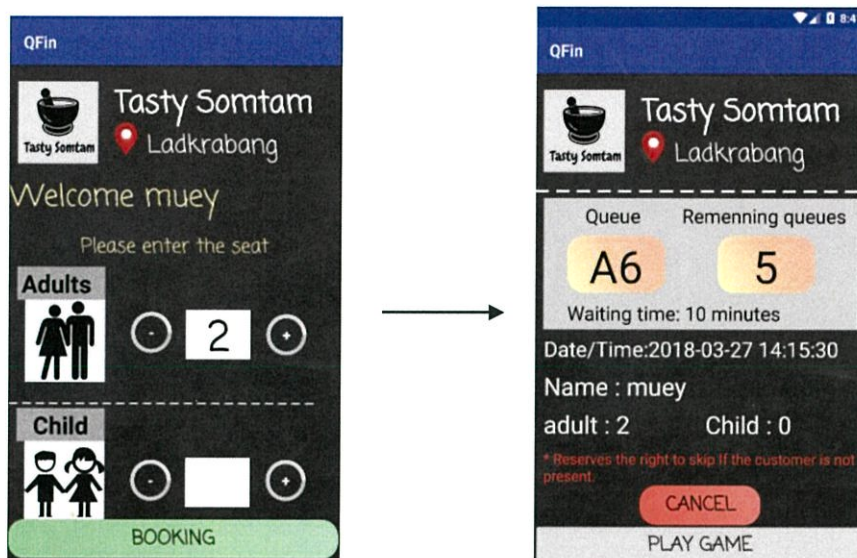 QFin
Tasty Somtam
Tasty Somtam
Ladkrabang
Welcome muey
Please enter the seat
Adults
- 2 +
Child
- +
BOOKING
8:4
QFin
Tasty Somtam
Tasty Somtam
Ladkrabang
Queue Remenning queues
A6 5
Waiting time: 10 minutes
Date/Time:2018-03-27 14:15:30
Name : muey
adult : 2 Child : 0
* Reserves the right to skip If the customer is not
present.
CANCEL
PLAY GAME